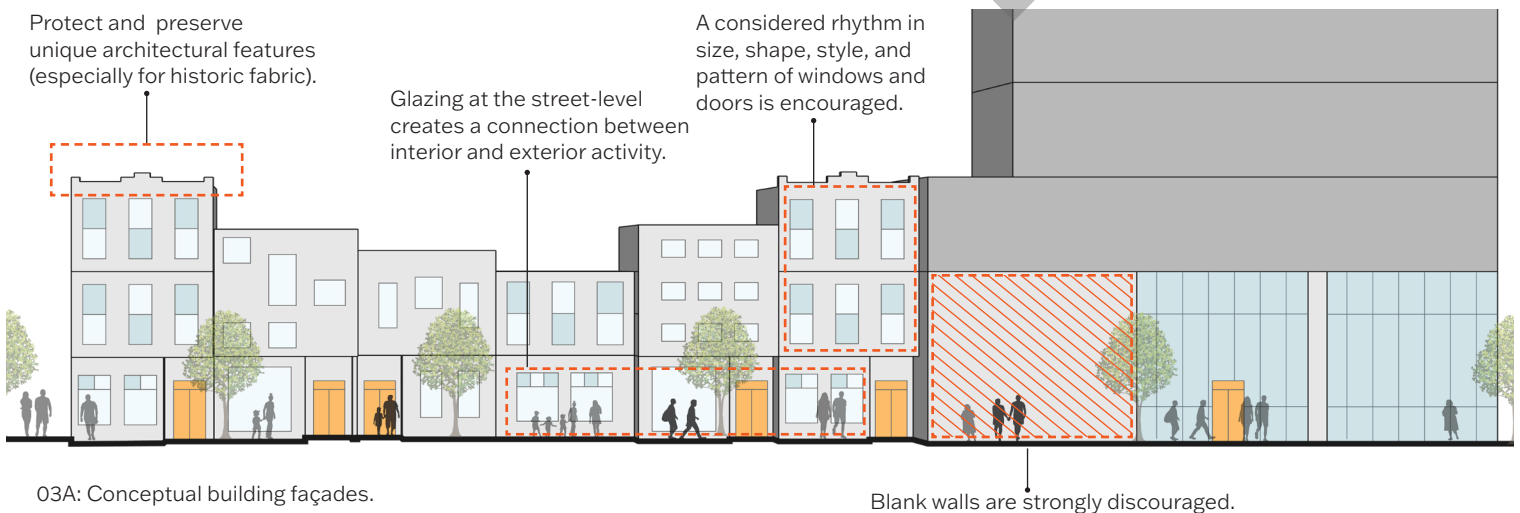 Protect and preserve
unique architectural features
(especially for historic fabric).
Glazing at the street-level
creates a connection between
interior and exterior activity.
A considered rhythm in
size, shape, style, and
pattern of windows and
doors is encouraged.
03A: Conceptual building façades.
Blank walls are strongly discouraged.